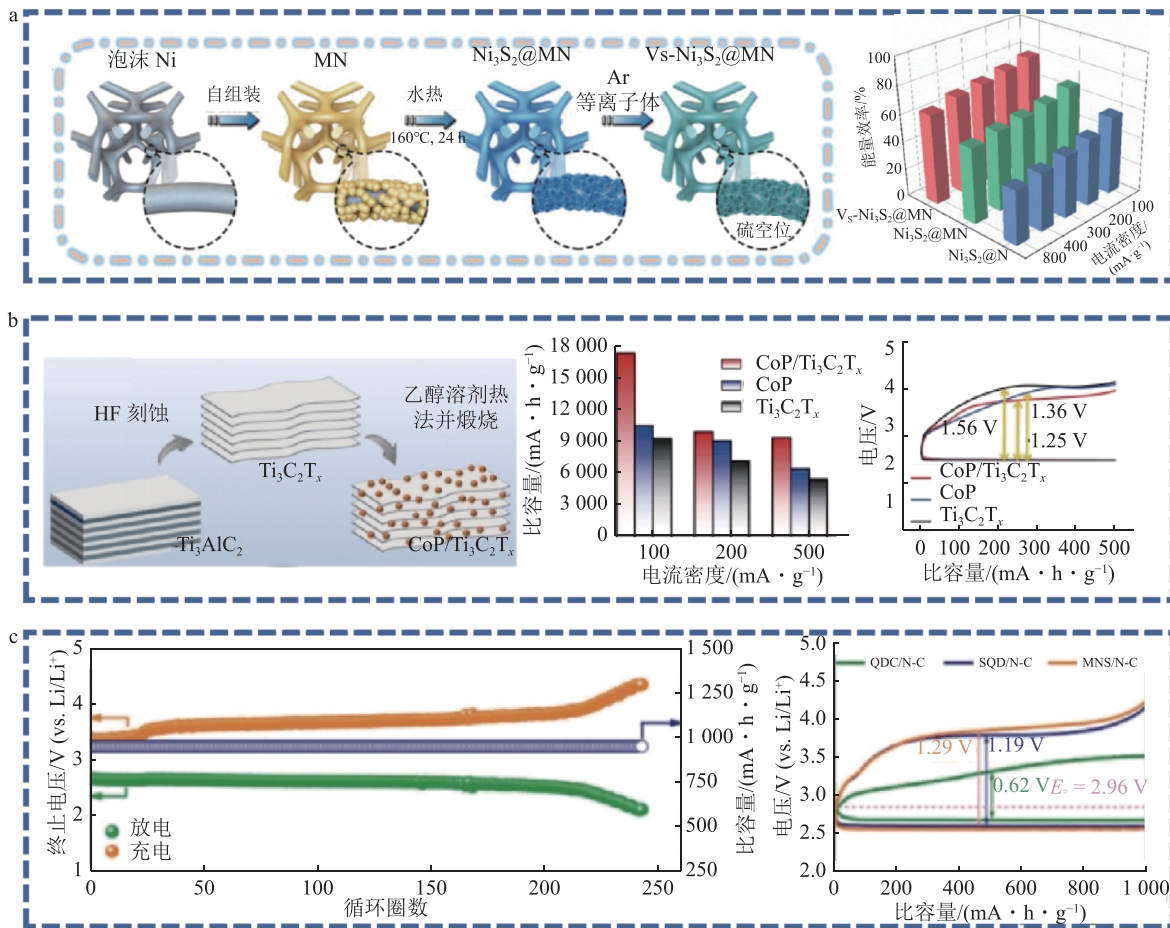 a
泡沫 Ni
自组装
MN
水热
160℃, 24 h
Ni₃S₂@MN
Ar
等离子体
Vs-Ni₃S₂@MN
硫空位
能量效率/%
100
80
60
40
20
0
Vₛ-Ni₃S₂@MN
Ni₃S₂@MN
Ni₃S₂@N
800
400
300
200
100
电流密度/
(mA·g⁻¹)
b
HF 刻蚀
Ti₃AlC₂
Ti₃C₂Tₓ
乙醇溶剂热
法并煅烧
CoP/Ti₃C₂Tₓ
比容量/(mA·h·g⁻¹)
18 000
15 000
12 000
9 000
6 000
3 000
0
CoP/Ti₃C₂Tₓ
CoP
Ti₃C₂Tₓ
100 200 500
电流密度/(mA·g⁻¹)
电压/V
5
4
3
2
1
1.56 V
1.36 V
1.25 V
CoP/Ti₃C₂Tₓ
CoP
Ti₃C₂Tₓ
0 100 200 300 400 500
比容量/(mA·h·g⁻¹)
c
终止电压/V (vs. Li/Li⁺)
5
4
3
2
1
放电
充电
0 50 100 150 200 250
循环圈数
1 500
1 250
1 000
750
500
250
比容量/(mA·h·g⁻¹)
电压/V (vs. Li/Li⁺)
5.0
4.5
4.0
3.5
3.0
2.5
2.0
QDC/N-C SQD/N-C MNS/N-C
1.29 V
1.19 V
0.62 V
E₀ = 2.96 V
0 200 400 600 800 1 000
比容量/(mA·h·g⁻¹)